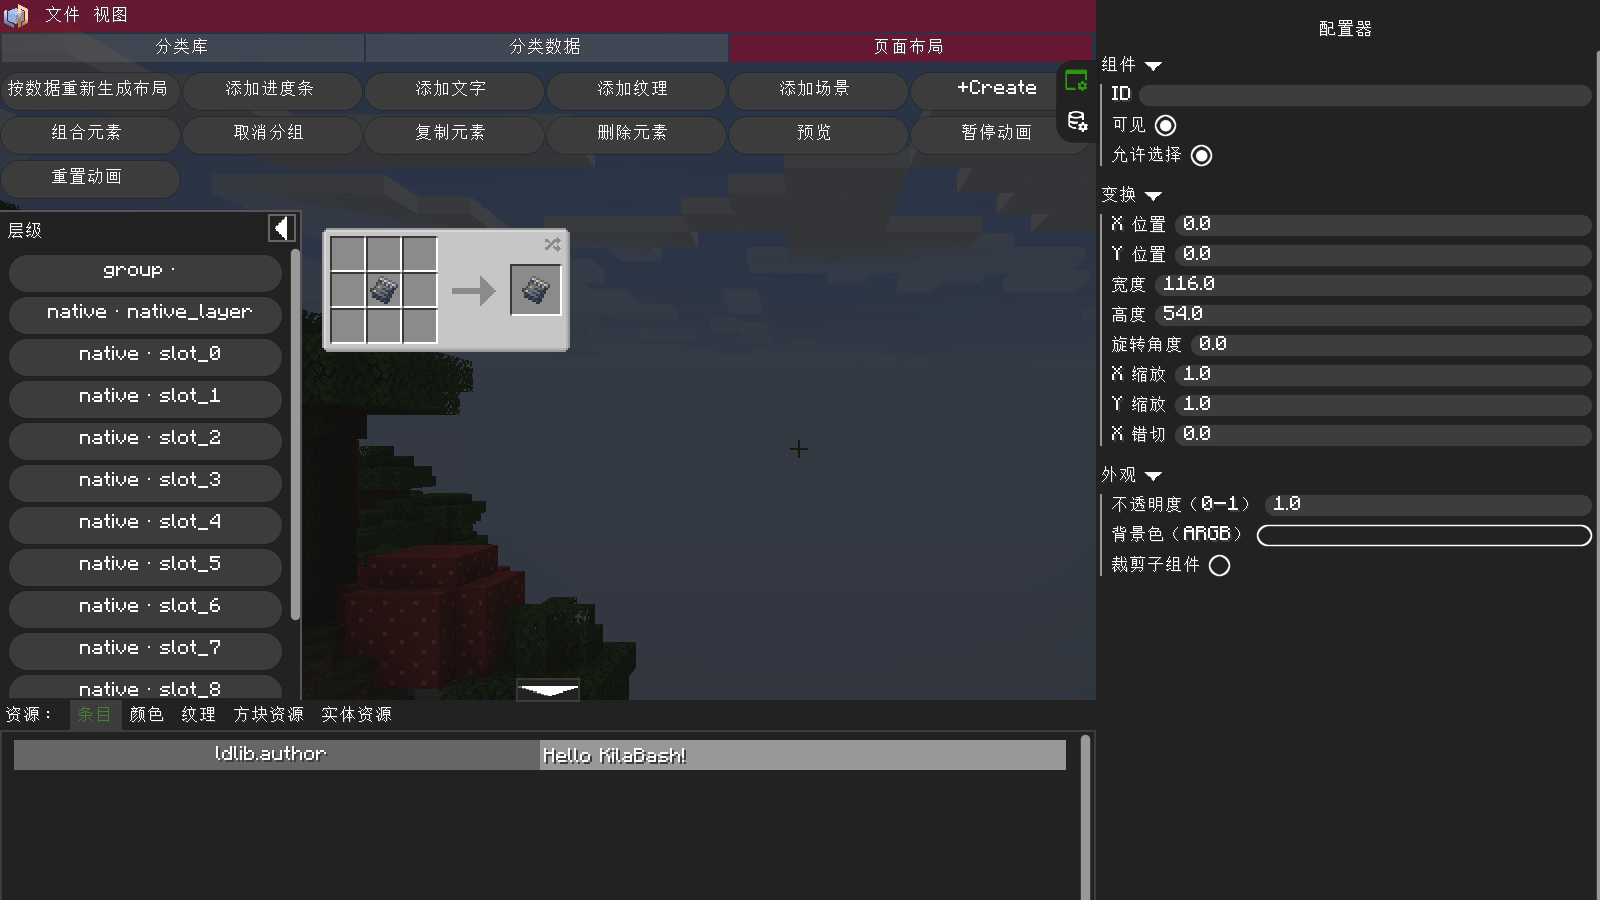 文件 视图
分类库 分类数据 页面布局
按数据重新生成布局 添加进度条 添加文字 添加纹理 添加场景 +Create
组合元素 取消分组 复制元素 删除元素 预览 暂停动画
重置动画
层级
group ·
native · native_layer
native · slot_0
native · slot_1
native · slot_2
native · slot_3
native · slot_4
native · slot_5
native · slot_6
native · slot_7
native · slot_8
资源： 条目 颜色 纹理 方块资源 实体资源
ldlib.author Hello KilaBash!
配置器
组件
ID
可见
允许选择
变换
X 位置 0.0
Y 位置 0.0
宽度 116.0
高度 54.0
旋转角度 0.0
X 缩放 1.0
Y 缩放 1.0
X 错切 0.0
外观
不透明度（0-1） 1.0
背景色（ARGB）
裁剪子组件